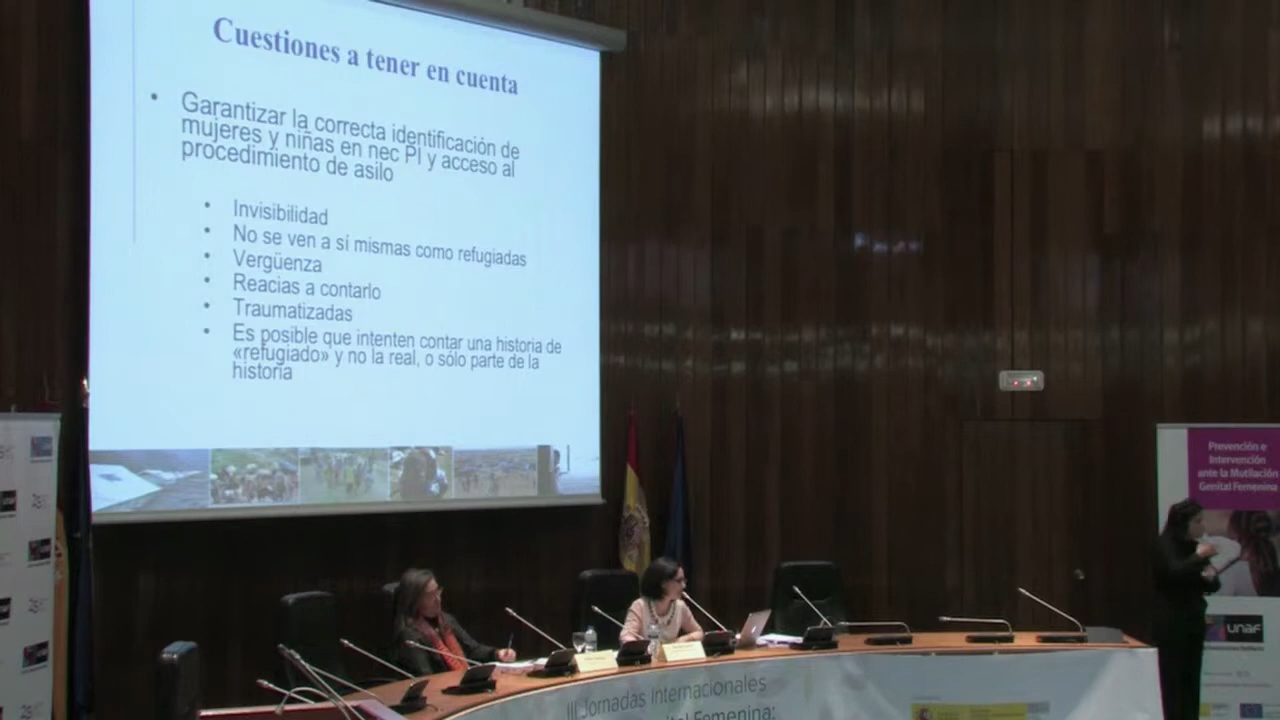 Cuestiones a tener en cuenta
• Garantizar la correcta identificación de
mujeres y niñas en nec PI y acceso al
procedimiento de asilo
• Invisibilidad
• No se ven a sí mismas como refugiadas
• Vergüenza
• Reacias a contarlo
• Traumatizadas
• Es posible que intenten contar una historia de
«refugiado» y no la real, o sólo parte de la
historia
Prevención e
Intervención
ante la Mutilación
Genital Femenina
unaf
III Jornadas Internacionales
Genital Femenina: